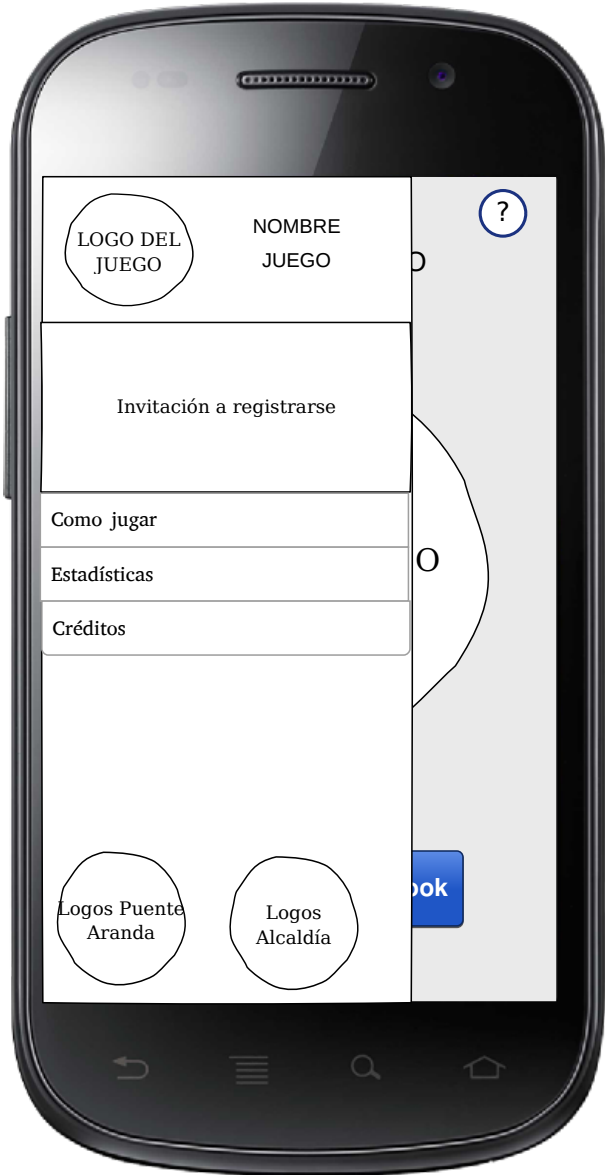 LOGO DEL
JUEGO
NOMBRE
JUEGO
?
O
Invitación a registrarse
Como jugar
Estadísticas
Créditos
O
Logos Puente
Aranda
Logos
Alcaldía
ook